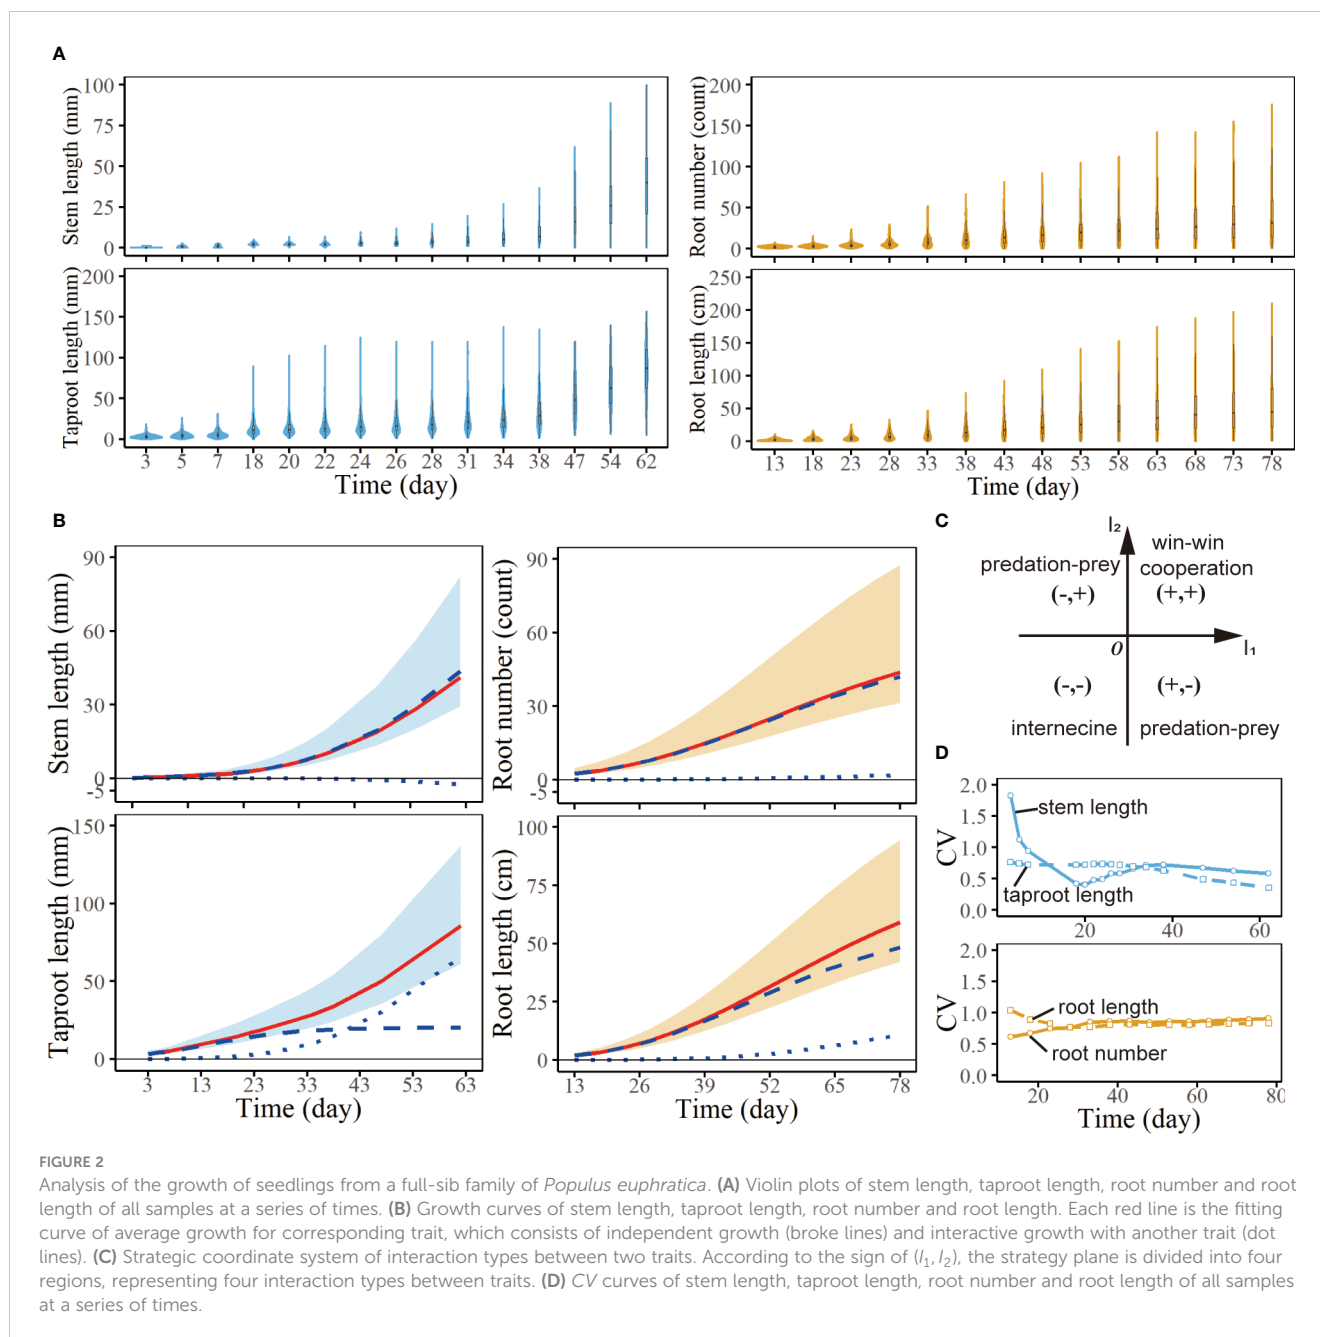 A
Stem length (mm)
100
75
50
25
0
Taproot length (mm)
200
150
100
50
0
3 5 7 18 20 22 24 26 28 31 34 38 47 54 62
Time (day)
Root number (count)
200
150
100
50
0
Root length (cm)
250
200
150
100
50
0
13 18 23 28 33 38 43 48 53 58 63 68 73 78
Time (day)
B
Stem length (mm)
90
60
30
0
-5
Root number (count)
90
60
30
0
-5
Taproot length (mm)
150
100
50
0
3 13 23 33 43 53 63
Time (day)
Root length (cm)
100
75
50
25
0
13 26 39 52 65 78
Time (day)
C
I₂
predation-prey
(-,+)
win-win
cooperation
(+,+)
0
I₁
(-,-)
internecine
(+,-)
predation-prey
D
CV
2.0
1.5
1.0
0.5
0.0
stem length
taproot length
20 40 60
CV
2.0
1.5
1.0
0.5
0.0
root length
root number
20 40 60 80
Time (day)
FIGURE 2
Analysis of the growth of seedlings from a full-sib family of Populus euphratica. (A) Violin plots of stem length, taproot length, root number and root
length of all samples at a series of times. (B) Growth curves of stem length, taproot length, root number and root length. Each red line is the fitting
curve of average growth for corresponding trait, which consists of independent growth (broke lines) and interactive growth with another trait (dot
lines). (C) Strategic coordinate system of interaction types between two traits. According to the sign of (I₁, I₂), the strategy plane is divided into four
regions, representing four interaction types between traits. (D) CV curves of stem length, taproot length, root number and root length of all samples
at a series of times.